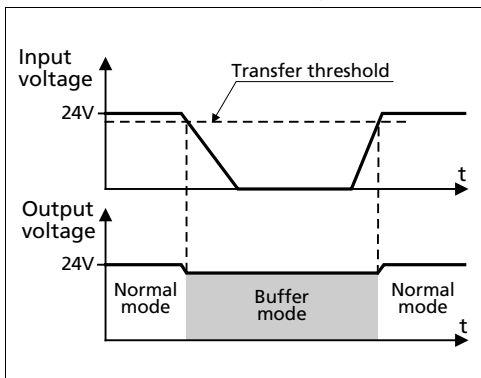 Input
voltage
Transfer threshold
24V
t
Output
voltage
24V
Normal
mode
Buffer
mode
Normal
mode
t